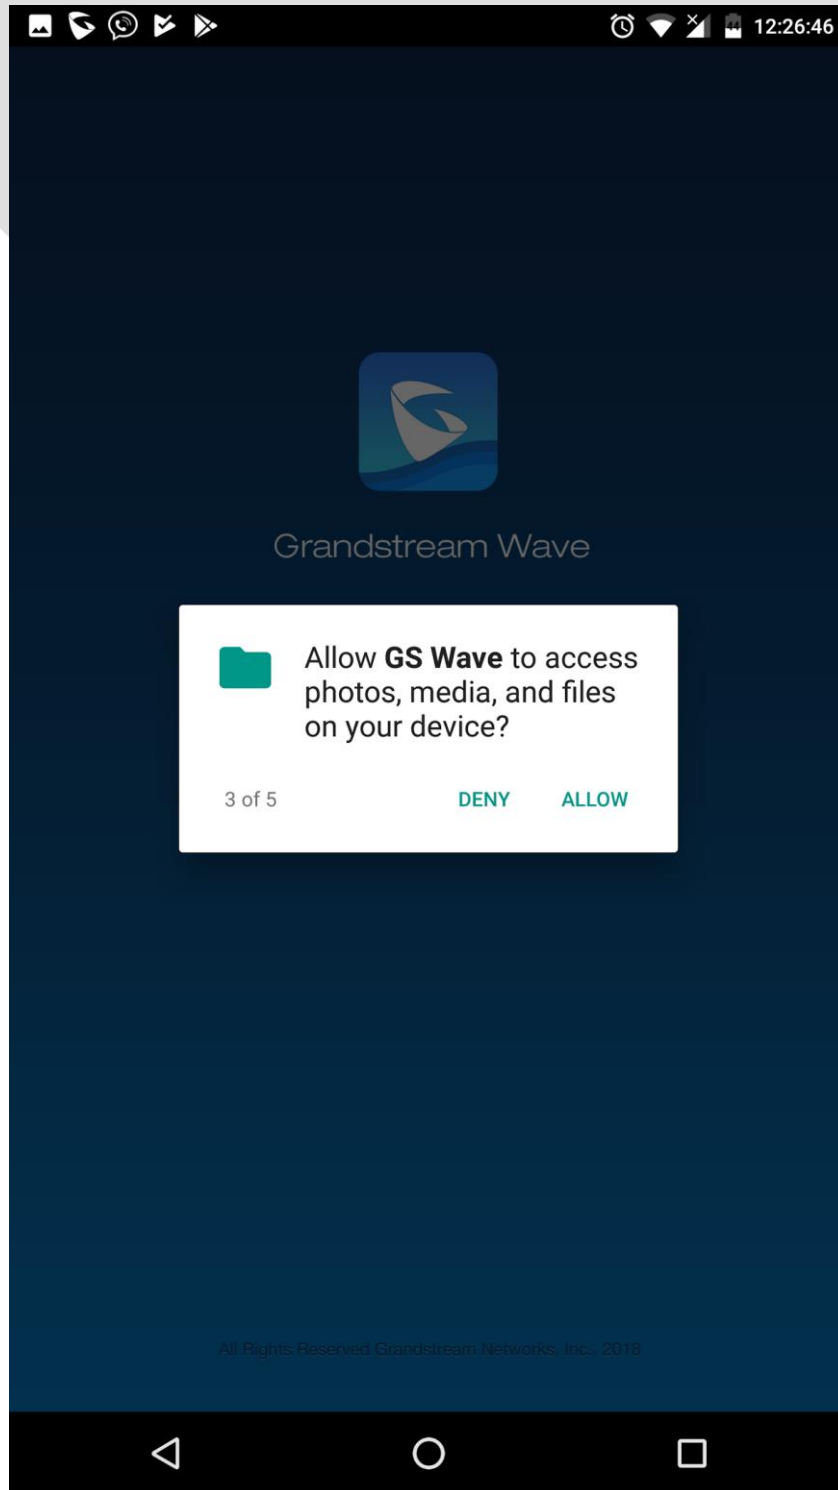 44 12:26:46
Grandstream Wave
Allow GS Wave to access
photos, media, and files
on your device?
3 of 5 DENY ALLOW
All Rights Reserved Grandstream Networks, Inc., 2018